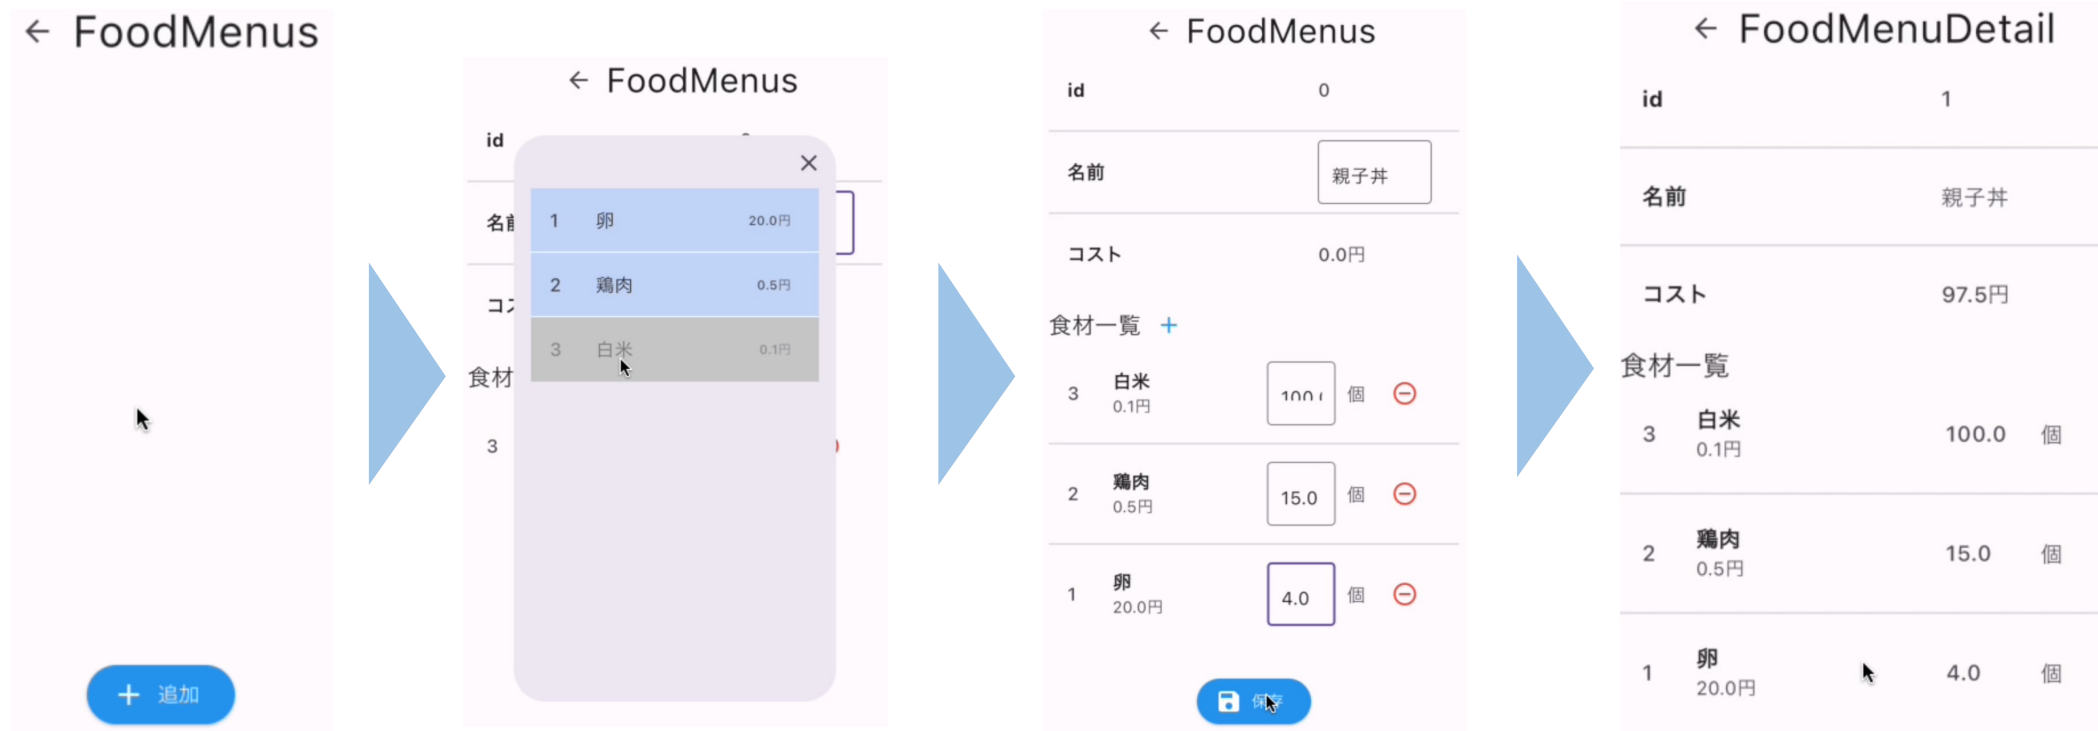 FoodMenus
追加
FoodMenus
id
1 卵 20.0円
2 鶏肉 0.5円
3 白米 0.1円
食材
3
FoodMenus
id 0
名前 親子丼
コスト 0.0円
食材一覧
3 白米 個
0.1円
2 鶏肉 15.0 個
0.5円
1 卵 4.0 個
20.0円
保存
FoodMenuDetail
id 1
名前 親子丼
コスト 97.5円
食材一覧
3 白米 100.0 個
0.1円
2 鶏肉 15.0 個
0.5円
1 卵 4.0 個
20.0円